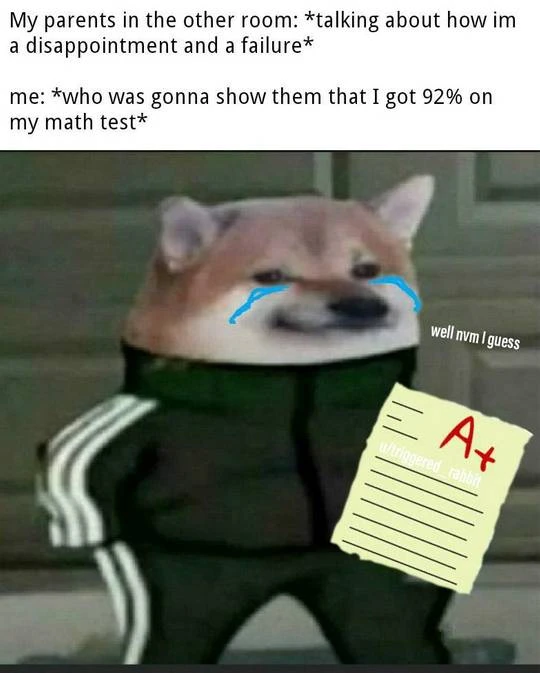 My parents in the other room: *talking about how im
a disappointment and a failure*
me: *who was gonna show them that I got 92% on
my math test*
well nvm I guess
A+
u/triggered_rabbit